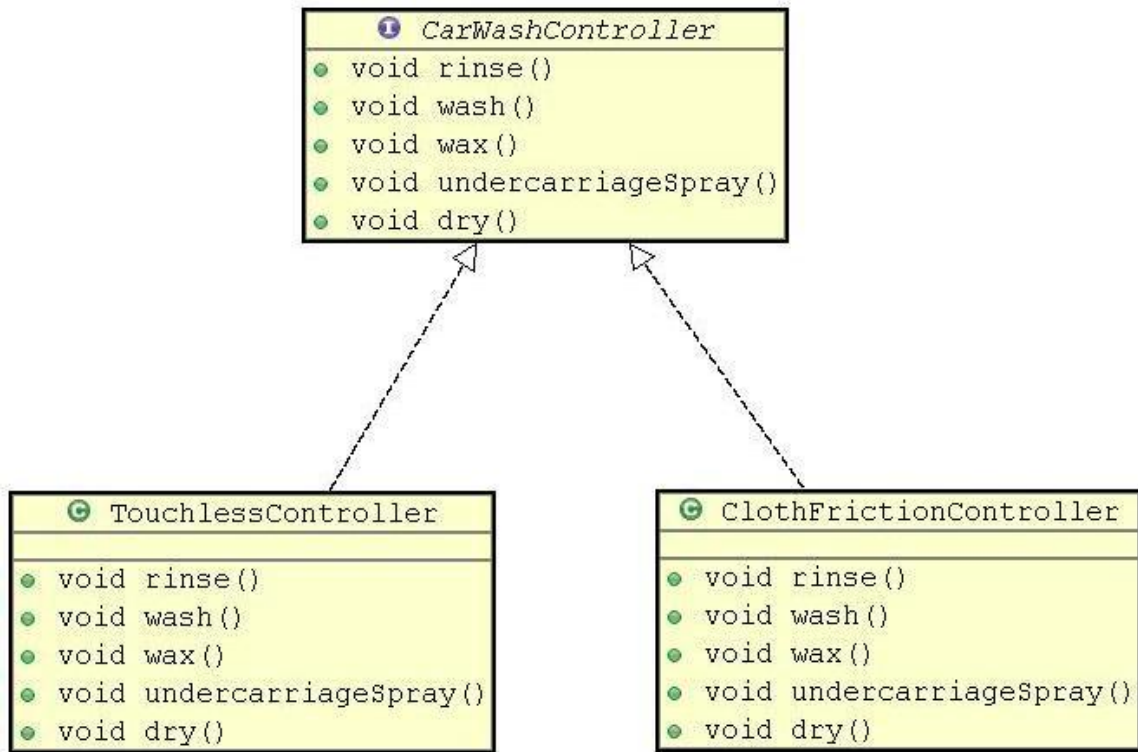 I CarWashController
void rinse()
void wash()
void wax()
void undercarriageSpray()
void dry()
C TouchlessController
void rinse()
void wash()
void wax()
void undercarriageSpray()
void dry()
C ClothFrictionController
void rinse()
void wash()
void wax()
void undercarriageSpray()
void dry()